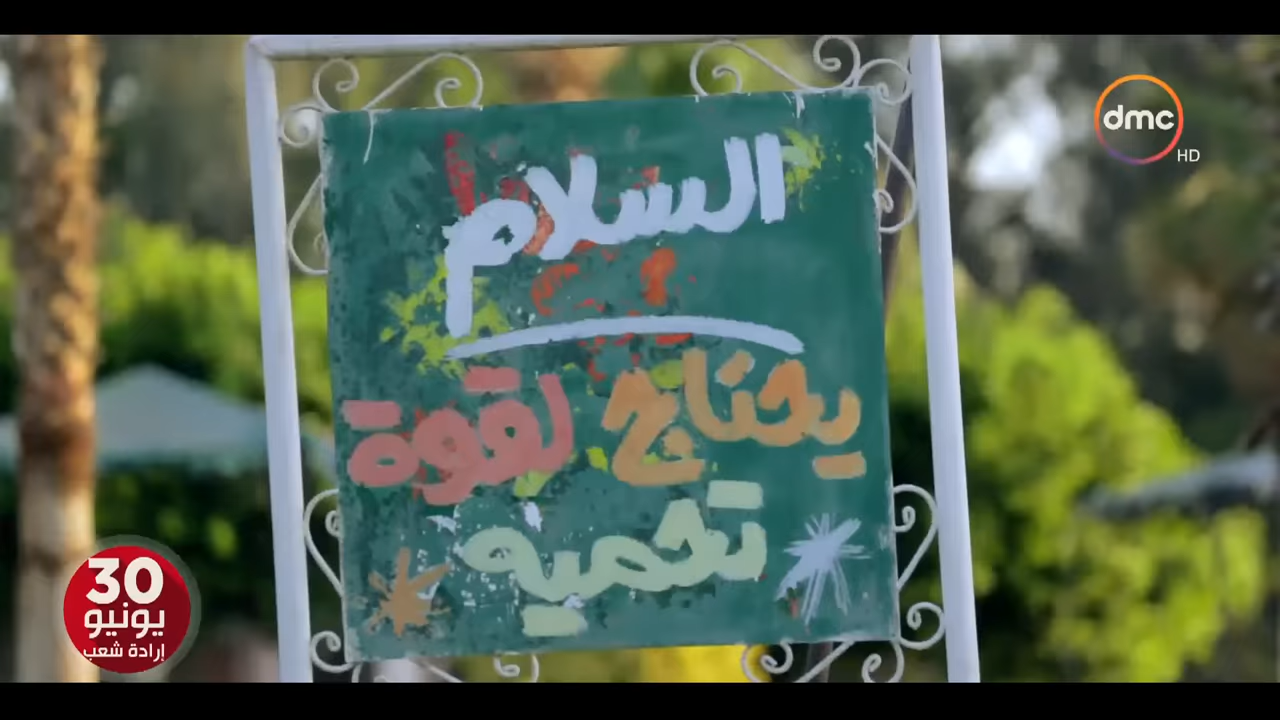 السلام
يحتاج لقوة
تحميه
dmc
HD
30
يونيو
إرادة شعب